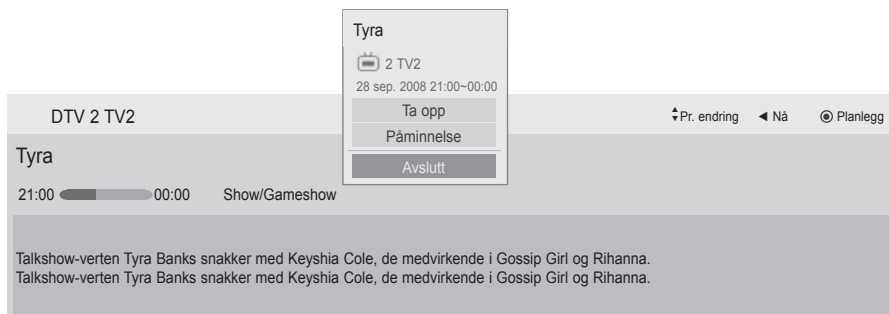 Tyra
2 TV2
28 sep. 2008 21:00~00:00
Ta opp
Påminnelse
Avslutt
DTV 2 TV2
Pr. endring ◄ Nå ◉ Planlegg
Tyra
21:00 00:00 Show/Gameshow
Talkshow-verten Tyra Banks snakker med Keyshia Cole, de medvirkende i Gossip Girl og Rihanna.
Talkshow-verten Tyra Banks snakker med Keyshia Cole, de medvirkende i Gossip Girl og Rihanna.